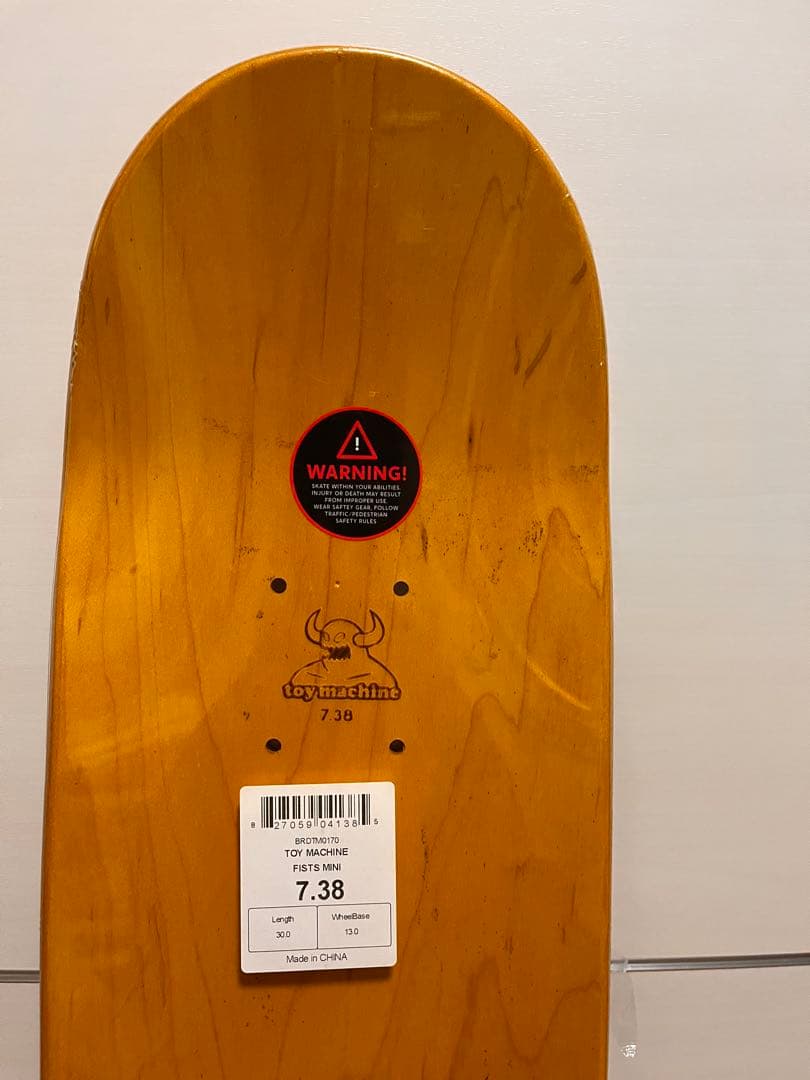 !
WARNING!
SKATE WITHIN YOUR ABILITIES.
INJURY OR DEATH MAY RESULT
FROM IMPROPER USE.
WEAR SAFTEY GEAR, FOLLOW
TRAFFIC/PEDESTRIAN
SAFETY RULES
toy machine
7.38
8 27059 04138 5
BRDTM0170
TOY MACHINE
FISTS MINI
7.38
Length
WheelBase
30.0
13.0
Made in CHINA